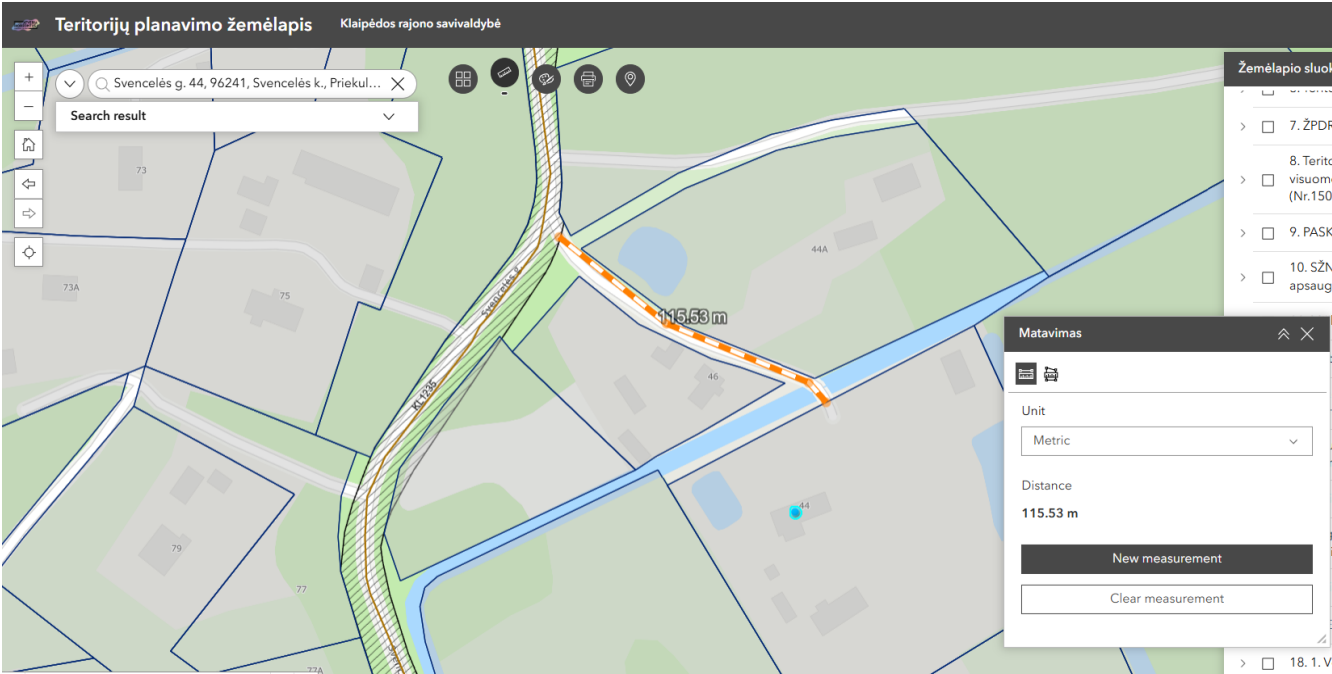 Teritorijų planavimo žemėlapis Klaipėdos rajono savivaldybė
Svencelės g. 44, 96241, Svencelės k., Priekul...
Search result
Žemėlapio sluok
7. ŽPDR
8. Terito
visuome
(Nr.150
9. PASK
10. SŽN
apsaug
73
44A
73A
75
Svencelės g.
115.53 m
46
KL1235
44
79
77
77A
Matavimas
Unit
Metric
Distance
115.53 m
New measurement
Clear measurement
18. 1. V